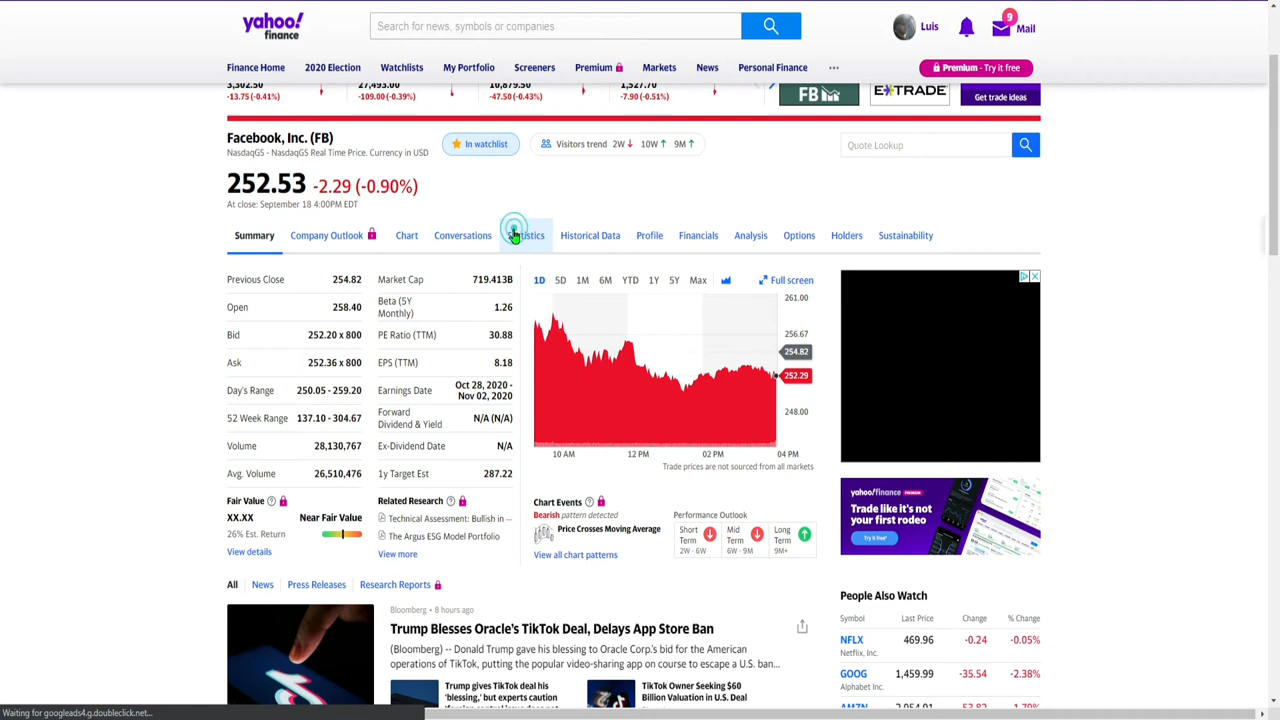 yahoo!
finance
Search for news, symbols or companies
Luis
9
Mail
Finance Home
2020 Election
Watchlists
My Portfolio
Screeners
Premium
Markets
News
Personal Finance
Premium - Try it free
3,302.50
27,493.00
10,879.50
1,527.70
-13.75 (-0.41%)
-109.00 (-0.39%)
-47.50 (-0.43%)
-7.90 (-0.51%)
FB
E*TRADE
Get trade ideas
Facebook, Inc. (FB)
NasdaqGS - NasdaqGS Real Time Price. Currency in USD
In watchlist
Visitors trend 2W ↓ 10W ↑ 9M ↑
Quote Lookup
252.53 -2.29 (-0.90%)
At close: September 18 4:00PM EDT
Summary
Company Outlook
Chart
Conversations
Historical Data
Profile
Financials
Analysis
Options
Holders
Sustainability
Previous Close 254.82
Open 258.40
Bid 252.20 x 800
Ask 252.36 x 800
Day's Range 250.05 - 259.20
52 Week Range 137.10 - 304.67
Volume 28,130,767
Avg. Volume 26,510,476
Market Cap 719.413B
Beta (5Y
Monthly) 1.26
PE Ratio (TTM) 30.88
EPS (TTM) 8.18
Earnings Date Oct 28, 2020 -
Nov 02, 2020
Forward
Dividend & Yield N/A (N/A)
Ex-Dividend Date N/A
1y Target Est 287.22
1D 5D 1M 6M YTD 1Y 5Y Max
Full screen
261.00
256.67
254.82
252.29
248.00
10 AM 12 PM 02 PM 04 PM
Trade prices are not sourced from all markets
Fair Value
XX.XX
Near Fair Value
26% Est. Return
View details
Related Research
Technical Assessment: Bullish in ...
The Argus ESG Model Portfolio
View more
Chart Events
Bearish pattern detected
Price Crosses Moving Average
View all chart patterns
Performance Outlook
Short
Term
2W - 6W
Mid
Term
6W - 9M
Long
Term
9M+
yahoo! finance PREMIUM
Trade like it's not
your first rodeo
Try it free
All
News
Press Releases
Research Reports
Bloomberg • 8 hours ago
Trump Blesses Oracle's TikTok Deal, Delays App Store Ban
(Bloomberg) -- Donald Trump gave his blessing to Oracle Corp.'s bid for the American
operations of TikTok, putting the popular video-sharing app on course to escape a U.S. ban...
Trump gives TikTok deal his
'blessing,' but experts caution
TikTok Owner Seeking $60
Billion Valuation in U.S. Deal
People Also Watch
Symbol Last Price Change % Change
NFLX 469.96 -0.24 -0.05%
Netflix, Inc.
GOOG 1,459.99 -35.54 -2.38%
Alphabet Inc.
AMZN 2,954.91 -53.82 -1.79%
Waiting for googleads4.g.doubleclick.net...